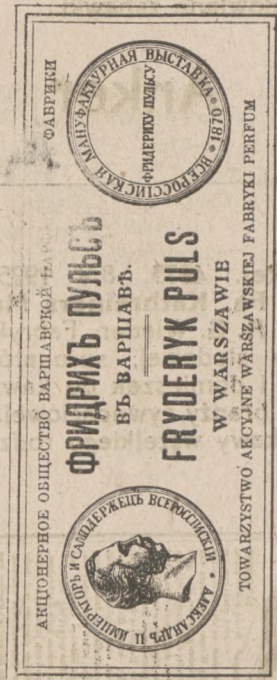 АКЦІОНЕРНОЕ ОБЩЕСТВО ВАРШАВСКОЙ ФАБРИКИ
ФРИДРИХЪ ПУЛЬСЪ
ВЪ ВАРШАВѢ.
АЛЕКСАНДРЪ II ИМПЕРАТОРЪ И САМОДЕРЖЕЦЪ ВСЕРОССІЙСКІЙ
ВСЕРОССІЙСКАЯ МАНУФАКТУРНАЯ ВЫСТАВКА 1870
ФРИДЕРИХУ ПУЛЬСУ
FRYDERYK PULS
W WARSZAWIE
TOWARZYSTWO AKCYJNE WARSZAWSKIEJ FABRYKI PERFUM